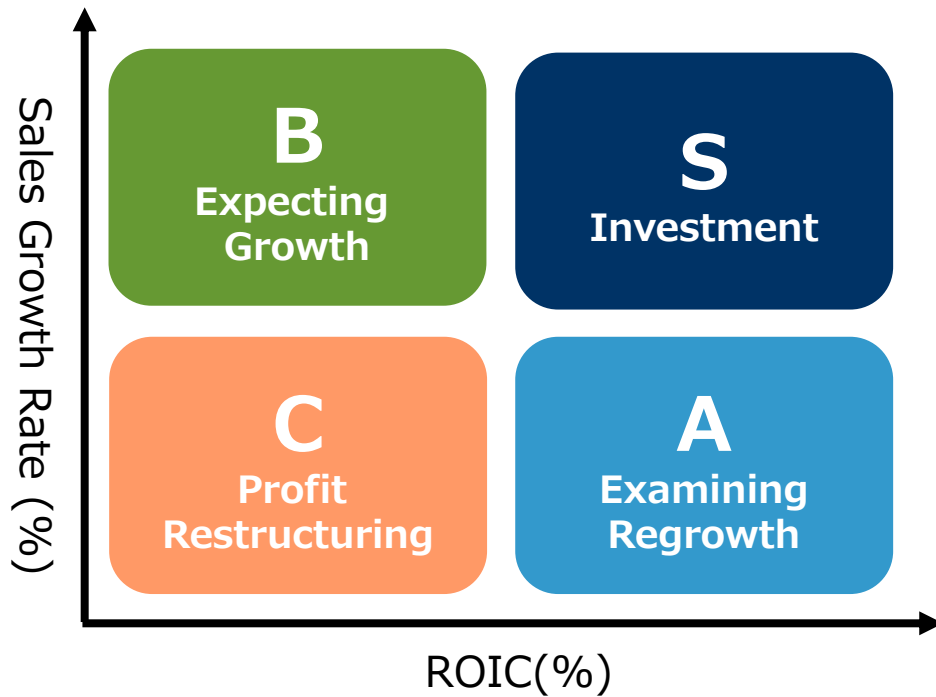 Sales Growth Rate (%)
B
Expecting
Growth
S
Investment
C
Profit
Restructuring
A
Examining
Regrowth
ROIC(%)